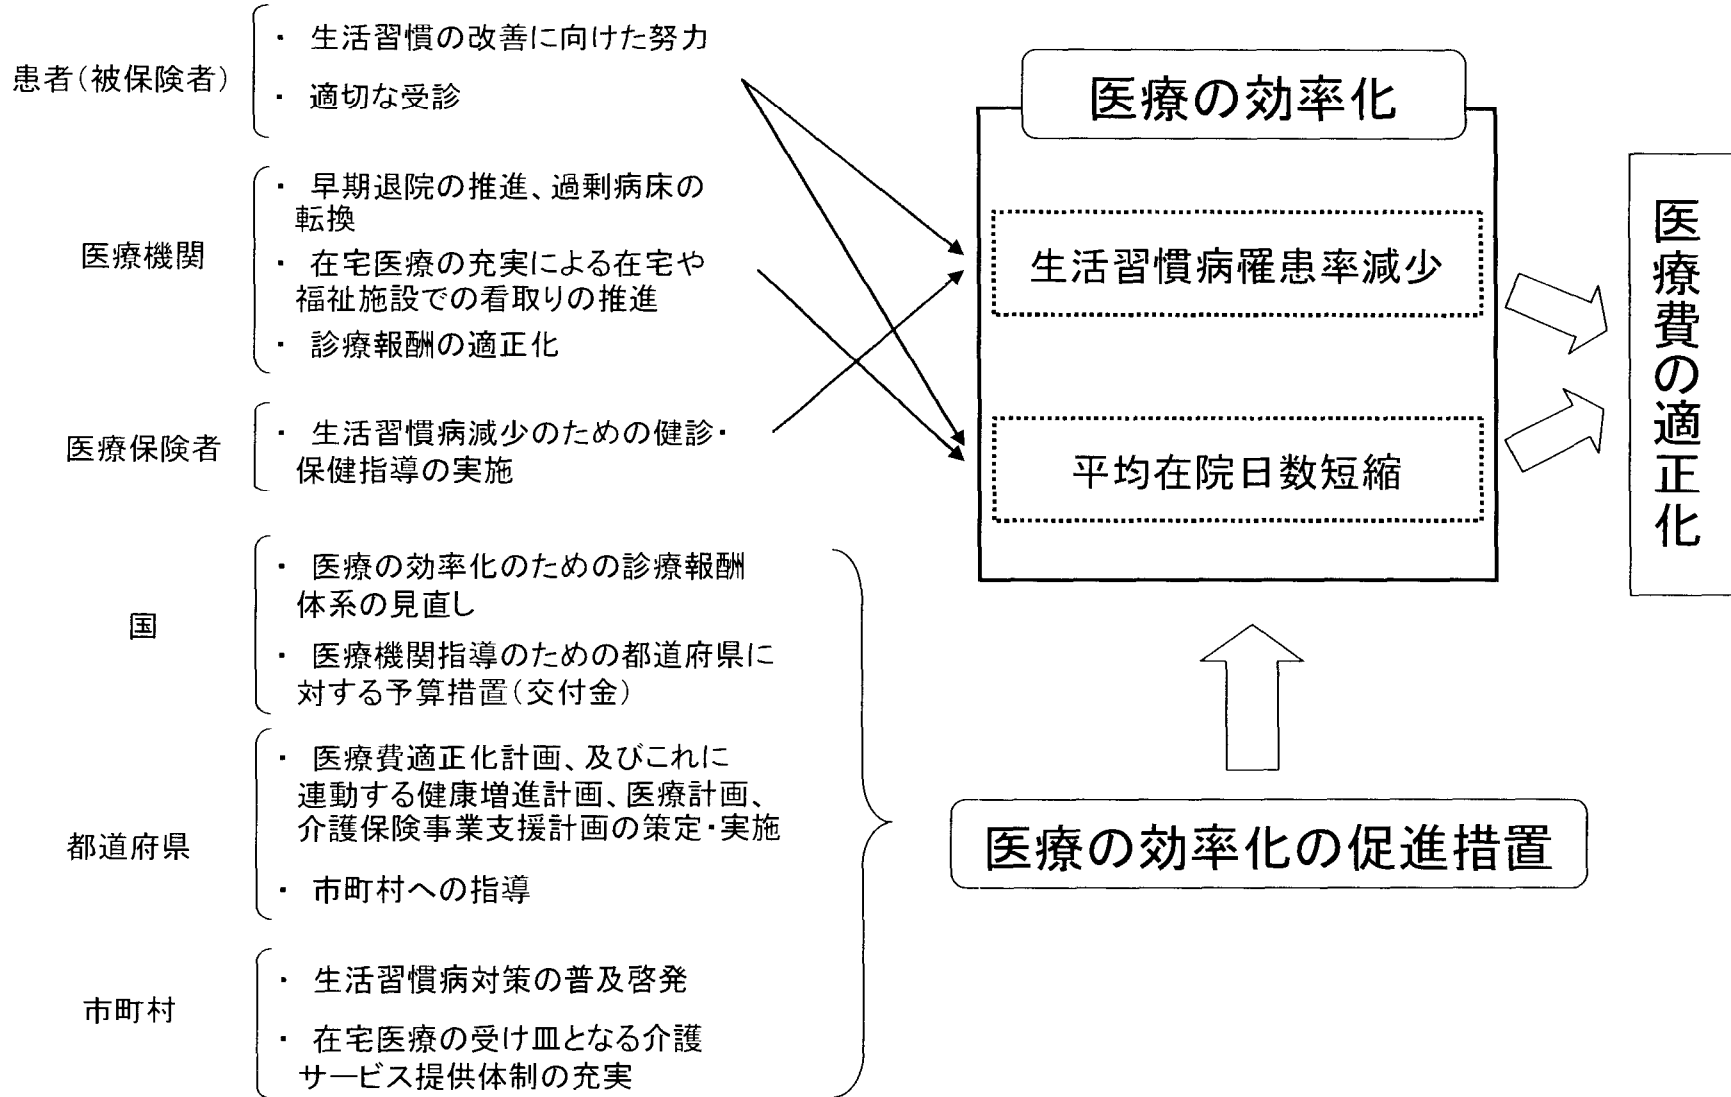 患者(被保険者)
・ 生活習慣の改善に向けた努力
・ 適切な受診
医療機関
・ 早期退院の推進、過剰病床の
転換
・ 在宅医療の充実による在宅や
福祉施設での看取りの推進
・ 診療報酬の適正化
医療保険者
・ 生活習慣病減少のための健診・
保健指導の実施
国
・ 医療の効率化のための診療報酬
体系の見直し
・ 医療機関指導のための都道府県に
対する予算措置(交付金)
都道府県
・ 医療費適正化計画、及びこれに
連動する健康増進計画、医療計画、
介護保険事業支援計画の策定・実施
・ 市町村への指導
市町村
・ 生活習慣病対策の普及啓発
・ 在宅医療の受け皿となる介護
サービス提供体制の充実
医療の効率化
生活習慣病罹患率減少
平均在院日数短縮
医療の効率化の促進措置
医療費の適正化